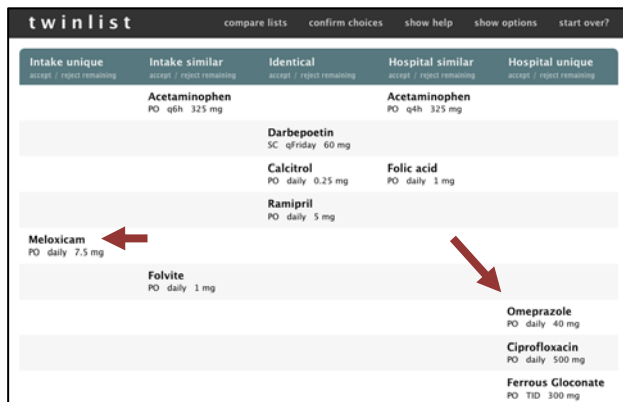 twinlist compare lists confirm choices show help show options start over?
Intake unique Intake similar Identical Hospital similar Hospital unique
accept / reject remaining accept / reject remaining accept / reject remaining accept / reject remaining accept / reject remaining
Acetaminophen Acetaminophen
PO q6h 325 mg PO q4h 325 mg
Darbepoetin
SC qFriday 60 mg
Calcitrol Folic acid
PO daily 0.25 mg PO daily 1 mg
Ramipril
PO daily 5 mg
Meloxicam
PO daily 7.5 mg
Folvite
PO daily 1 mg
Omeprazole
PO daily 40 mg
Ciprofloxacin
PO daily 500 mg
Ferrous Gloconate
PO TID 300 mg